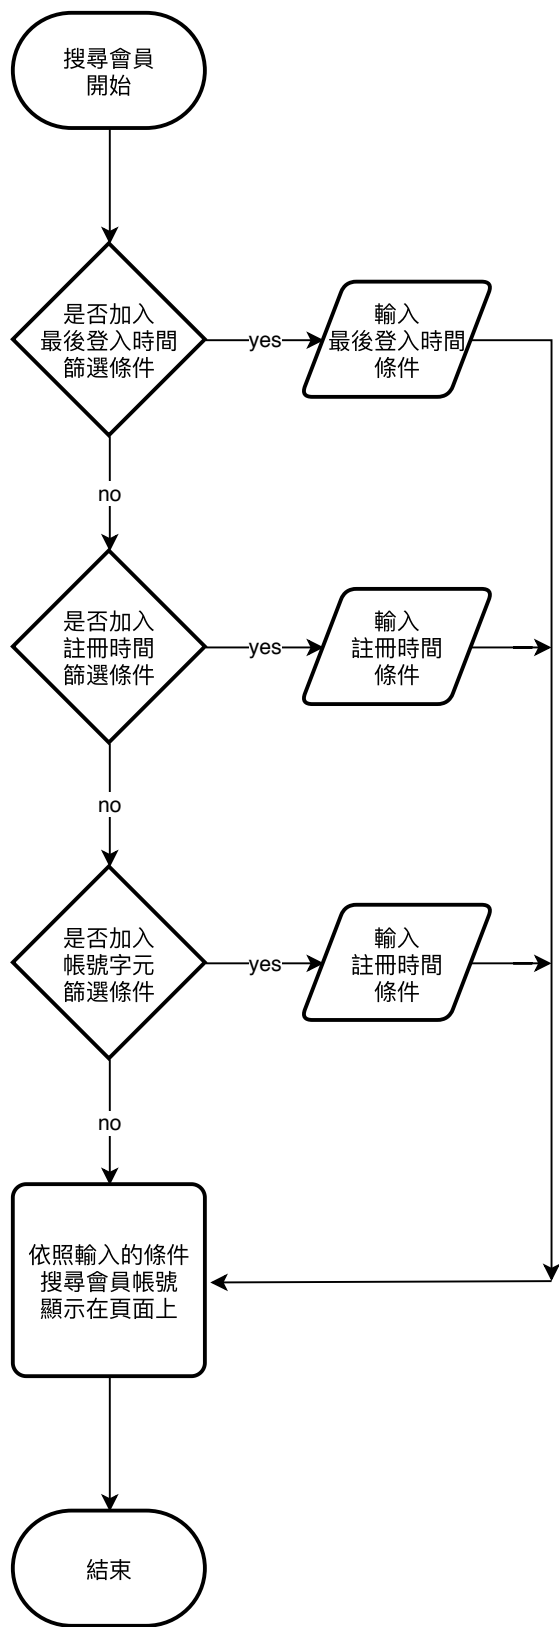 搜尋會員
開始
是否加入
最後登入時間
篩選條件
yes
輸入
最後登入時間
條件
no
是否加入
註冊時間
篩選條件
yes
輸入
註冊時間
條件
no
是否加入
帳號字元
篩選條件
yes
輸入
註冊時間
條件
no
依照輸入的條件
搜尋會員帳號
顯示在頁面上
結束